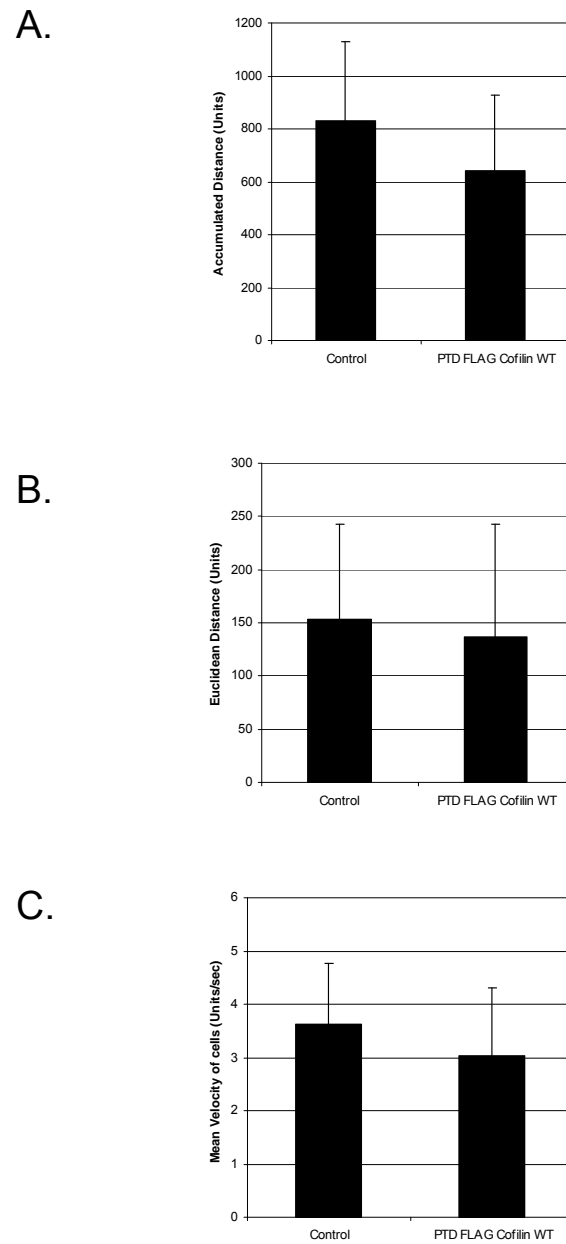 A.
1200
1000
800
600
400
200
0
Accumulated Distance (Units)
Control
PTD FLAG Cofilin WT
B.
300
250
200
150
100
50
0
Euclidean Distance (Units)
Control
PTD FLAG Cofilin WT
C.
6
5
4
3
2
1
0
Mean Velocity of cells (Units/sec)
Control
PTD FLAG Cofilin WT